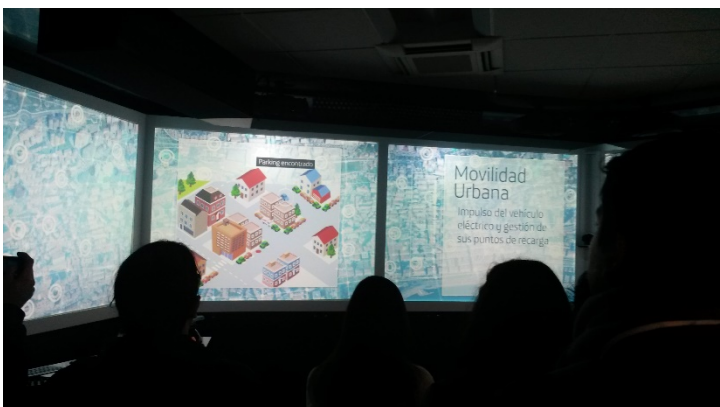 Parking encontrado
Movilidad
Urbana
Impulso del vehículo
eléctrico y gestión de
sus puntos de recarga